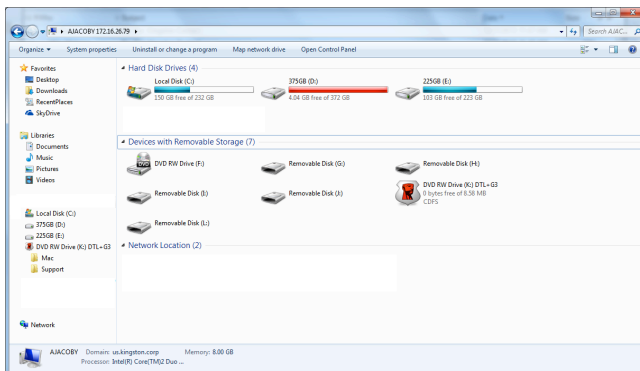 AJACOBY 172.16.26.79
Search AJAC...
Organize
System properties
Uninstall or change a program
Map network drive
Open Control Panel
Favorites
Desktop
Downloads
RecentPlaces
SkyDrive
Libraries
Documents
Music
Pictures
Videos
Local Disk (C:)
375GB (D:)
225GB (E:)
DVD RW Drive (K:) DTL+G3
Mac
Support
Network
Hard Disk Drives (4)
Local Disk (C:)
150 GB free of 232 GB
375GB (D:)
4.04 GB free of 372 GB
225GB (E:)
103 GB free of 223 GB
Devices with Removable Storage (7)
DVD RW Drive (F:)
Removable Disk (G:)
Removable Disk (H:)
Removable Disk (I:)
Removable Disk (J:)
DVD RW Drive (K:) DTL+G3
0 bytes free of 8.58 MB
CDFS
Removable Disk (L:)
Network Location (2)
AJACOBY Domain: us.kingston.corp Memory: 8.00 GB
Processor: Intel(R) Core(TM)2 Duo ...